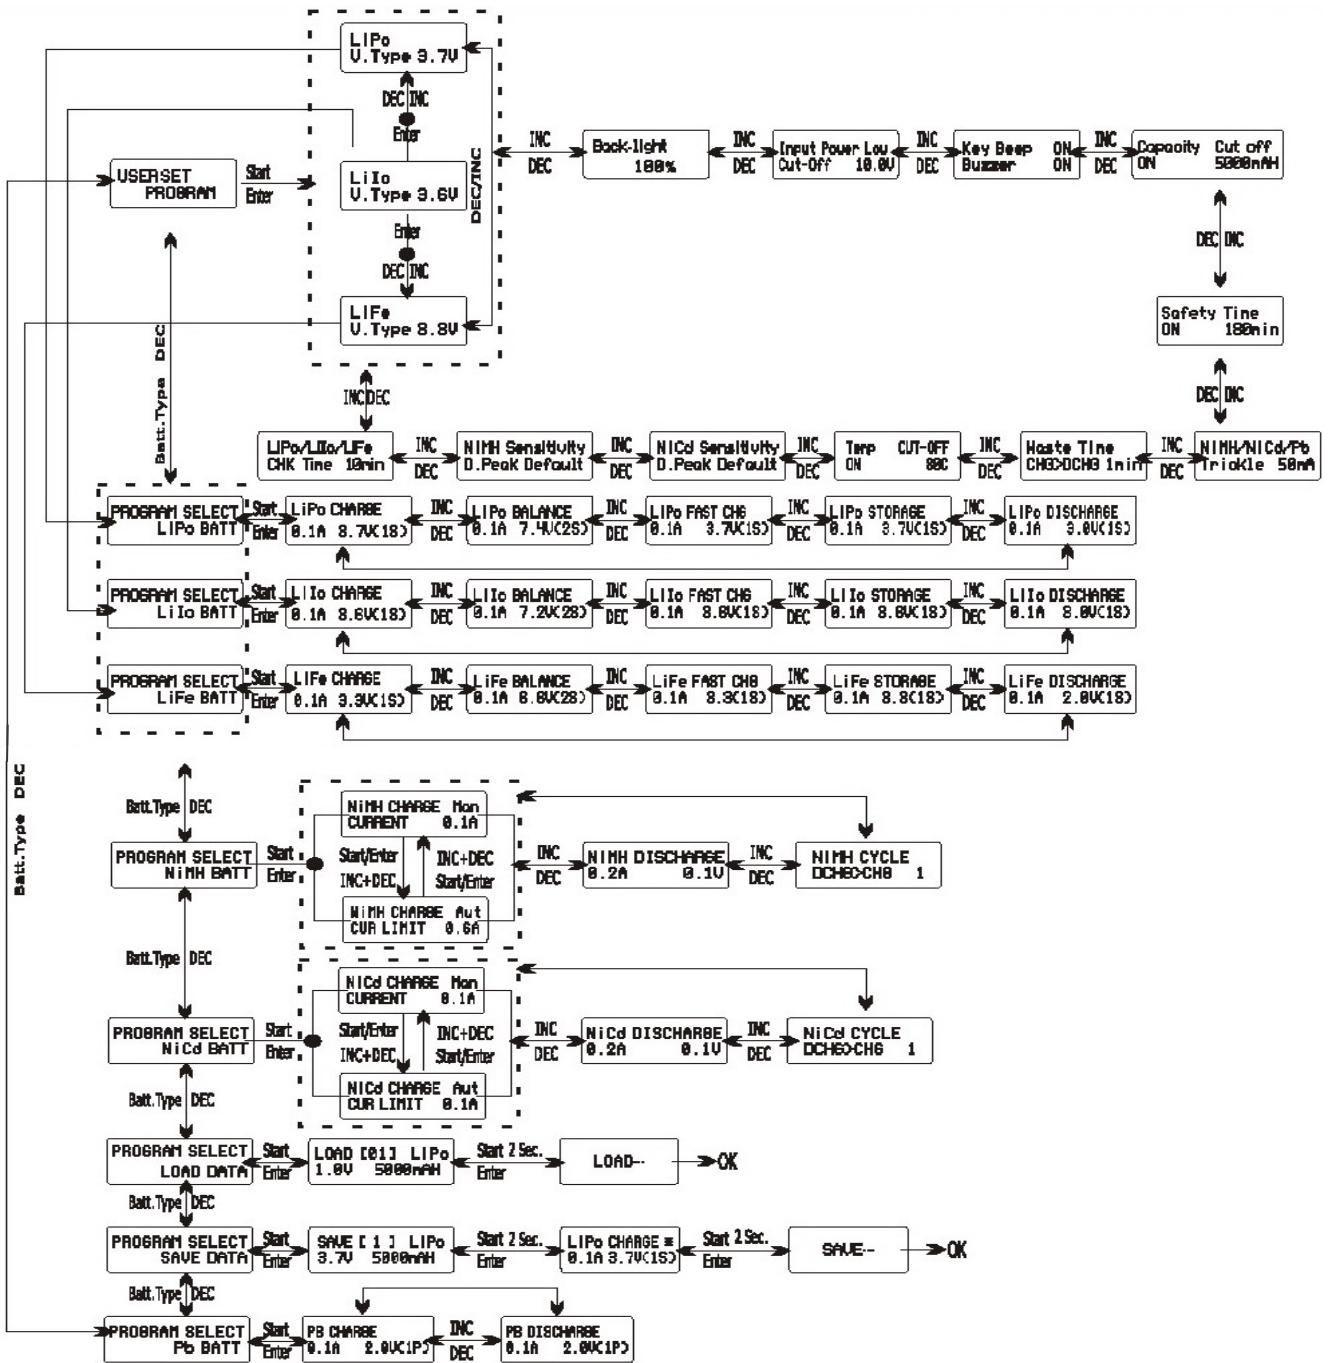 LiPo
V.Type 3.7V
DEC INC
Enter
LiIo
V.Type 3.6V
Enter
DEC INC
LiFe
V.Type 3.3V
DEC/INC
USERSET
PROGRAM
Start
Enter
INC
DEC
Back-light
100%
INC
DEC
Input Power Low
Cut-Off 10.0V
INC
DEC
Key Beep ON
Buzzer ON
INC
DEC
Capacity Cut off
ON 5000mAH
DEC INC
Safety Time
ON 180min
DEC INC
Batt.Type DEC
INC DEC
LiPo/LiIo/LiFe
CHK Time 10min
INC
DEC
NiMH Sensitivity
D.Peak Default
INC
DEC
NiCd Sensitivity
D.Peak Default
INC
DEC
Temp CUT-OFF
ON 80C
INC
DEC
Waste Time
CHG>DCHG 1min
INC
DEC
NiMH/NiCd/Pb
Trickle 50mA
PROGRAM SELECT
LiPo BATT
Start
Enter
LiPo CHARGE
0.1A 3.7V(1S)
INC
DEC
LiPo BALANCE
0.1A 7.4V(2S)
INC
DEC
LiPo FAST CHG
0.1A 3.7V(1S)
INC
DEC
LiPo STORAGE
0.1A 3.7V(1S)
INC
DEC
LiPo DISCHARGE
0.1A 3.0V(1S)
PROGRAM SELECT
LiIo BATT
Start
Enter
LiIo CHARGE
0.1A 3.6V(1S)
INC
DEC
LiIo BALANCE
0.1A 7.2V(2S)
INC
DEC
LiIo FAST CHG
0.1A 3.6V(1S)
INC
DEC
LiIo STORAGE
0.1A 3.6V(1S)
INC
DEC
LiIo DISCHARGE
0.1A 3.0V(1S)
PROGRAM SELECT
LiFe BATT
Start
Enter
LiFe CHARGE
0.1A 3.3V(1S)
INC
DEC
LiFe BALANCE
0.1A 6.6V(2S)
INC
DEC
LiFe FAST CHG
0.1A 3.3(1S)
INC
DEC
LiFe STORAGE
0.1A 3.3(1S)
INC
DEC
LiFe DISCHARGE
0.1A 2.0V(1S)
Batt.Type DEC
Batt.Type DEC
PROGRAM SELECT
NiMH BATT
Start
Enter
NiMH CHARGE Man
CURRENT 0.1A
Start/Enter
INC+DEC
INC+DEC
Start/Enter
NiMH CHARGE Aut
CUR LIMIT 0.6A
INC
DEC
NiMH DISCHARGE
0.2A 0.1V
INC
DEC
NiMH CYCLE
DCHG>CHG 1
Batt.Type DEC
PROGRAM SELECT
NiCd BATT
Start
Enter
NiCd CHARGE Man
CURRENT 0.1A
Start/Enter
INC+DEC
INC+DEC
Start/Enter
NiCd CHARGE Aut
CUR LIMIT 0.1A
INC
DEC
NiCd DISCHARGE
0.2A 0.1V
INC
DEC
NiCd CYCLE
DCHG>CHG 1
Batt.Type DEC
PROGRAM SELECT
LOAD DATA
Start
Enter
LOAD [01] LiPo
1.0V 5000mAH
Start 2 Sec.
Enter
LOAD--
OK
Batt.Type DEC
PROGRAM SELECT
SAVE DATA
Start
Enter
SAVE [ 1 ] LiPo
3.7V 5000mAH
Start 2 Sec.
Enter
LiPo CHARGE
0.1A 3.7V(1S)
Start 2 Sec.
Enter
SAVE--
OK
Batt.Type DEC
PROGRAM SELECT
Pb BATT
Start
Enter
PB CHARGE
0.1A 2.0V(1P)
INC
DEC
PB DISCHARGE
0.1A 2.0V(1P)